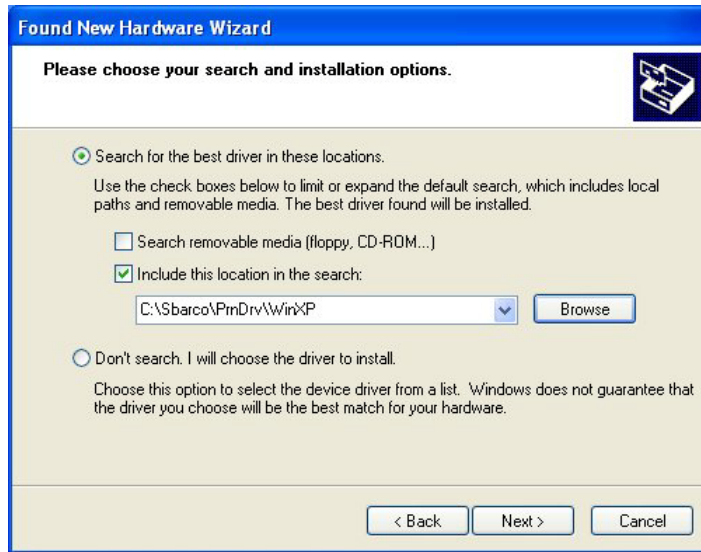 Found New Hardware Wizard
Please choose your search and installation options.
Search for the best driver in these locations.
Use the check boxes below to limit or expand the default search, which includes local
paths and removable media. The best driver found will be installed.
Search removable media (floppy, CD-ROM...)
Include this location in the search:
C:\Sbarco\PrnDrv\WinXP
Browse
Don't search. I will choose the driver to install.
Choose this option to select the device driver from a list. Windows does not guarantee that
the driver you choose will be the best match for your hardware.
< Back Next > Cancel